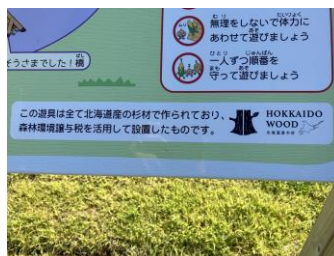 無理をしないで体力に
あわせて遊びましょう
一人ずつ順番を
守って遊びましょう
うさまでした!橋
この遊具は全て北海道産の杉材で作られており、
森林環境譲与税を活用して設置したものです。
HOKKAIDO
WOOD